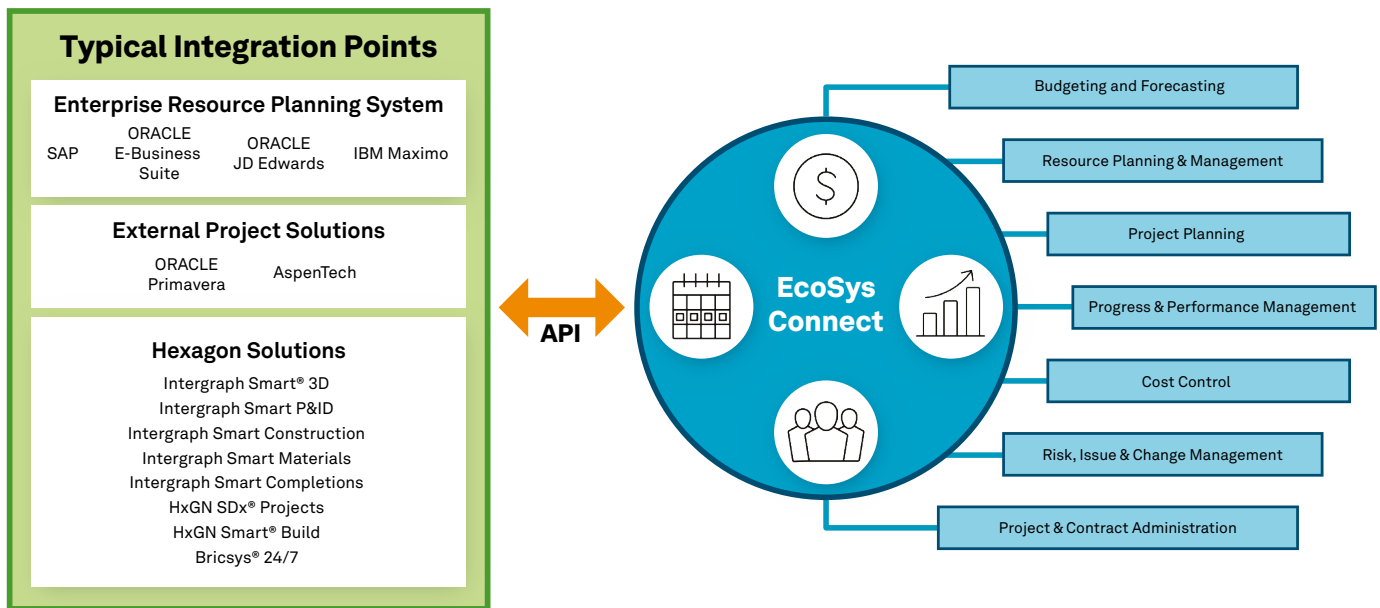 Typical Integration Points
Enterprise Resource Planning System
SAP
ORACLE
E-Business
Suite
ORACLE
JD Edwards
IBM Maximo
External Project Solutions
ORACLE
Primavera
AspenTech
Hexagon Solutions
Intergraph Smart® 3D
Intergraph Smart P&ID
Intergraph Smart Construction
Intergraph Smart Materials
Intergraph Smart Completions
HxGN SDx® Projects
HxGN Smart® Build
Bricsys® 24/7
API
$
EcoSys
Connect
Budgeting and Forecasting
Resource Planning & Management
Project Planning
Progress & Performance Management
Cost Control
Risk, Issue & Change Management
Project & Contract Administration